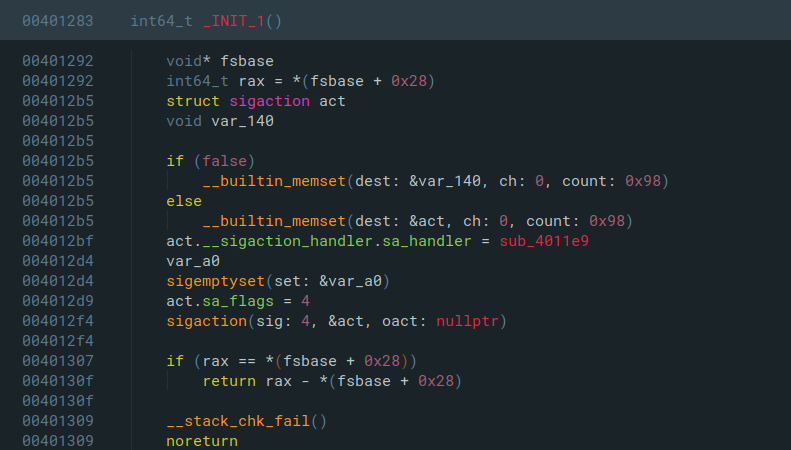 00401283 int64_t _INIT_1()
00401292 void* fsbase
00401292 int64_t rax = *(fsbase + 0x28)
004012b5 struct sigaction act
004012b5 void var_140
004012b5
004012b5 if (false)
004012b5 __builtin_memset(dest: &var_140, ch: 0, count: 0x98)
004012b5 else
004012b5 __builtin_memset(dest: &act, ch: 0, count: 0x98)
004012bf act.__sigaction_handler.sa_handler = sub_4011e9
004012d4 var_a0
004012d4 sigemptyset(set: &var_a0)
004012d9 act.sa_flags = 4
004012f4 sigaction(sig: 4, &act, oact: nullptr)
004012f4
00401307 if (rax == *(fsbase + 0x28))
0040130f return rax - *(fsbase + 0x28)
0040130f
00401309 __stack_chk_fail()
00401309 noreturn